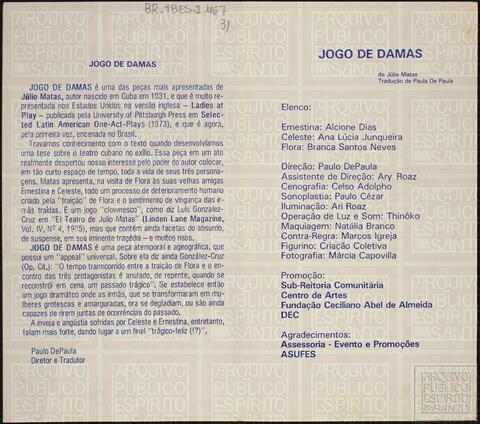 BR.1BES.J.467
3)
JOGO DE DAMAS
JOGO DE DAMAS é uma das peças mais apresentadas de
Júlio Matas, autor nascido em Cuba em 1931, e que é muito re-
presentada nos Estados Unidos na versão inglesa – Ladies at
Play – publicada pela University of Pittsburgh Press em Selec-
ted Latin American One-Act-Plays (1973), e que é agora,
pela primeira vez, encenada no Brasil.
Travamos conhecimento com o texto quando desenvolvíamos
uma tese sobre o teatro cubano no exílio. Essa peça em um ato
realmente despertou nosso interesse pelo poder do autor colocar,
em tão curto espaço de tempo, toda a vida de seus três persona-
gens. Matas apresenta, na visita de Flora às suas velhas amigas
Ernestina e Celeste, todo um processo de deterioramento humano
criado pela "traição" de Flora e o sentimento de vingança das ir-
mãs traídas. É um jogo "clownesco", como diz Luís González-
Cruz em "El Teatro de Julio Matas" (Linden Lane Magazine,
Vol. IV, Nº 4, 1985), mas que contém ainda facetas do absurdo,
de suspense, em sua iminente tragédia – e muitos risos.
JOGO DE DAMAS é uma peça atemporal e ageográfica, que
possui um "appeal" universal. Sobre ela diz ainda González-Cruz
(Op. Cit.): "O tempo transcorrido entre a traição de Flora e o en-
contro das três protagonistas é anulado, de repente, quando se
reconstrói em cena um passado trágico". Se estabelece então
um jogo dramático onde as irmãs, que se transformaram em mu-
lheres grotescas e amarguradas, ora se degladiam, ou são ainda
capazes de rirem juntas de ocorrências do passado.
A inveja e angústia sofridas por Celeste e Ernestina, entretanto,
falam mais forte, dando lugar a um final "trágico-feliz (!?)".
Paulo DePaula
Diretor e Tradutor
JOGO DE DAMAS
de Júlio Matas
Tradução de Paula De Paula
Elenco:
Ernestina: Alcione Dias
Celeste: Ana Lúcia Junqueira
Flora: Branca Santos Neves
Direção: Paulo DePaula
Assistente de Direção: Ary Roaz
Cenografia: Celso Adolpho
Sonoplastia: Paulo Cézar
Iluminação: Ari Roaz
Operação de Luz e Som: Thinôko
Maquiagem: Natália Branco
Contra-Regra: Marcos Igreja
Figurino: Criação Coletiva
Fotografia: Márcia Capovilla
Promoção:
Sub-Reitoria Comunitária
Centro de Artes
Fundação Ceciliano Abel de Almeida
DEC
Agradecimentos:
Assessoria - Evento e Promoções
ASUFES
ARQUIVO
PÚBLICO
ESPÍRITO
SANTO